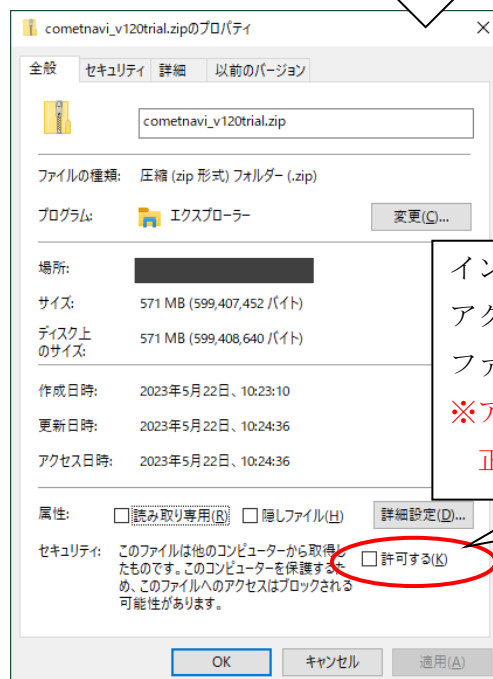 cometnavi_v120trial.zipのプロパティ
全般 セキュリティ 詳細 以前のバージョン
cometnavi_v120trial.zip
ファイルの種類: 圧縮 (zip 形式) フォルダー (.zip)
プログラム: エクスプローラー 変更(C)...
場所:
サイズ: 571 MB (599,407,452 バイト)
ディスク上
のサイズ: 571 MB (599,408,640 バイト)
作成日時: 2023年5月22日、10:23:10
更新日時: 2023年5月22日、10:24:36
アクセス日時: 2023年5月22日、10:24:36
イン
ファ
※ア
正
属性: 読み取り専用(R) 隠しファイル(H) 詳細設定(D)...
セキュリティ: このファイルは他のコンピューターから取得し
たものです。このコンピューターを保護するた
め、このファイルへのアクセスはブロックされる
可能性があります。
許可する(K)
OK キャンセル 適用(A)